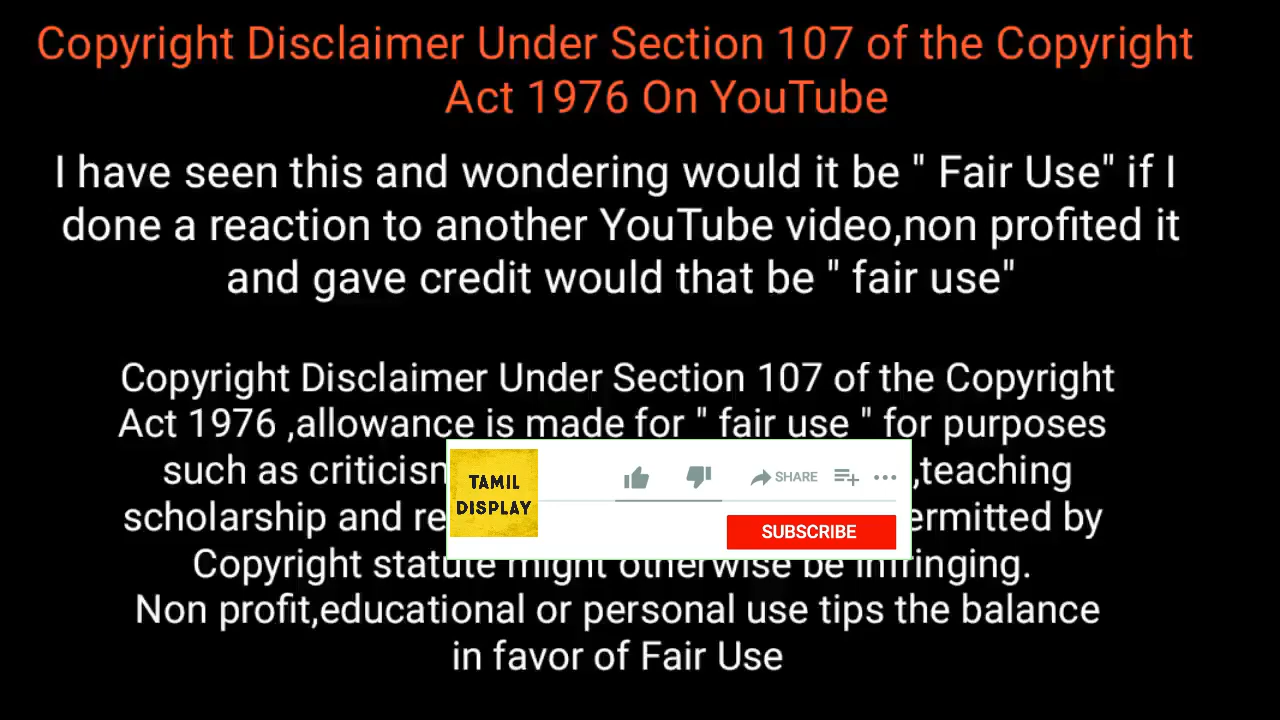 Copyright Disclaimer Under Section 107 of the Copyright
Act 1976 On YouTube
I have seen this and wondering would it be " Fair Use" if I
done a reaction to another YouTube video,non profited it
and gave credit would that be " fair use"
Copyright Disclaimer Under Section 107 of the Copyright
Act 1976 ,allowance is made for " fair use " for purposes
such as criticism ,teaching
TAMIL
DISPLAY
SHARE
scholarship and ermitted by
SUBSCRIBE
Copyright statute might otherwise be infringing.
Non profit,educational or personal use tips the balance
in favor of Fair Use